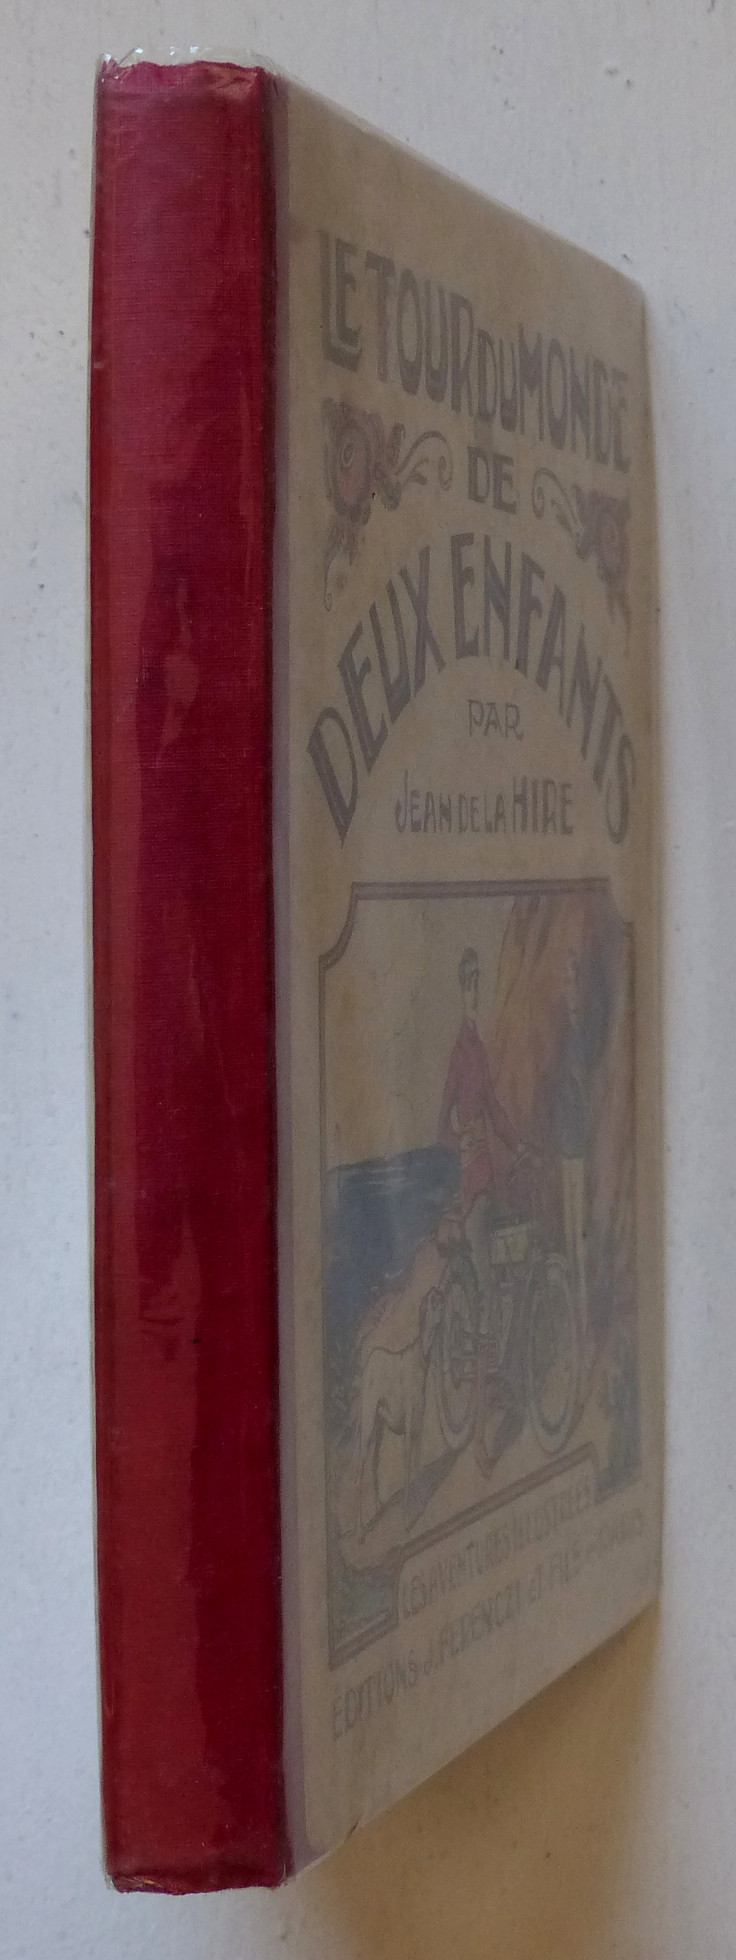 LE TOUR DU MONDE
DE
DEUX ENFANTS
PAR
JEAN DE LA HIRE
LES AVENTURES ILLUSTRÉES
ÉDITIONS J. FERENCZI ET FILS - PARIS